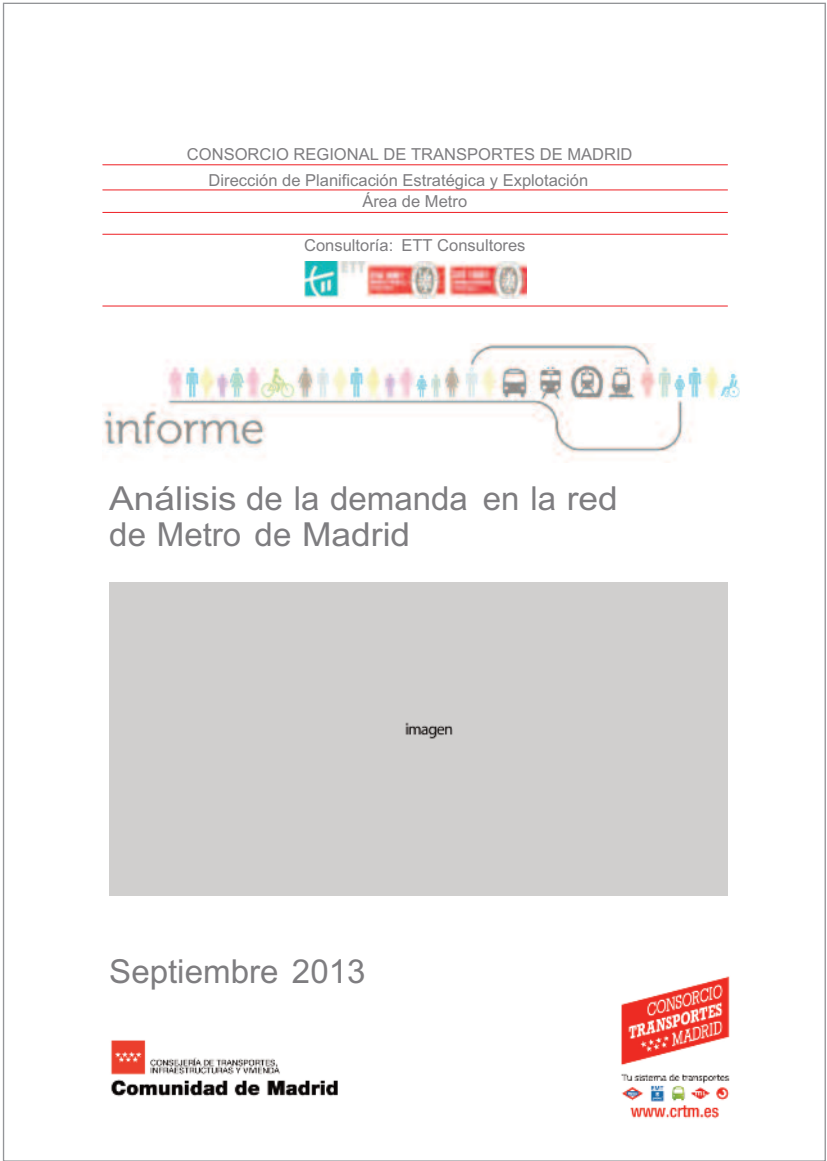 CONSORCIO REGIONAL DE TRANSPORTES DE MADRID
Dirección de Planificación Estratégica y Explotación
Área de Metro
Consultoría: ETT Consultores
ETT
informe
Análisis de la demanda en la red
de Metro de Madrid
imagen
Septiembre 2013
CONSORCIO
TRANSPORTES
MADRID
CONSEJERÍA DE TRANSPORTES,
INFRAESTRUCTURAS Y VIVIENDA
Comunidad de Madrid
Tu sistema de transportes
www.crtm.es